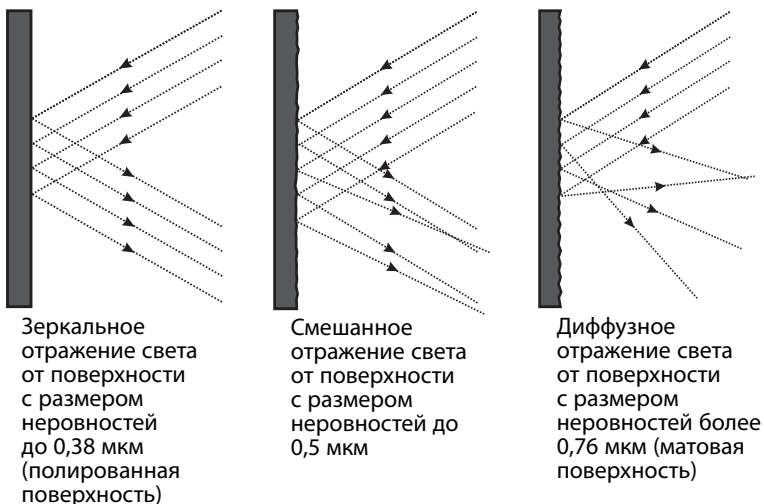 Зеркальное
отражение света
от поверхности
с размером
неровностей
до 0,38 мкм
(полированная
поверхность)
Смешанное
отражение света
от поверхности
с размером
неровностей до
0,5 мкм
Диффузное
отражение света
от поверхности
с размером
неровностей более
0,76 мкм (матовая
поверхность)